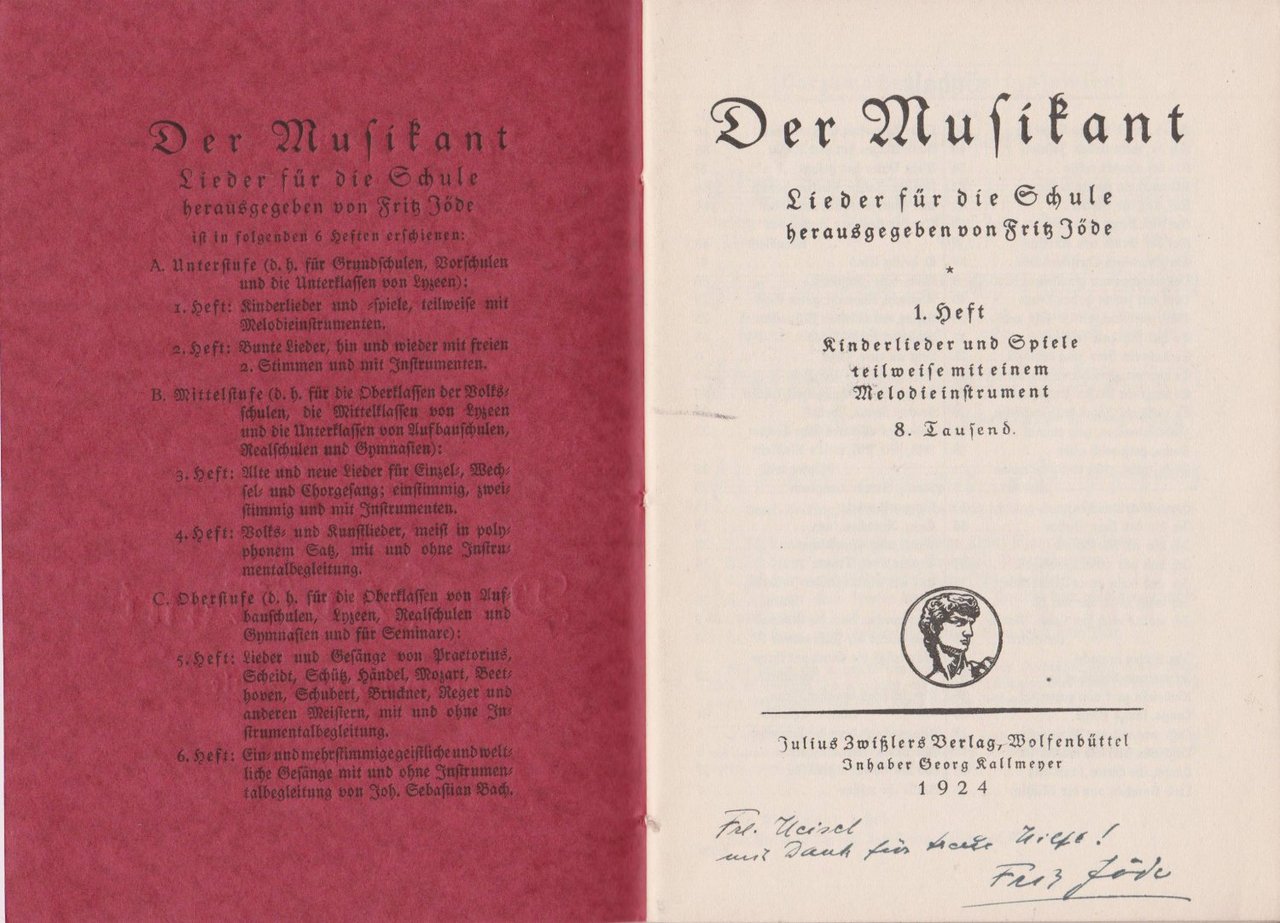 Der Musikant
Lieder für die Schule
herausgegeben von Fritz Jöde
ist in folgenden 6 Heften erschienen:
A. Unterstufe (d. h. für Grundschulen, Vorschulen
und die Unterklassen von Lyzeen):
1. Heft: Kinderlieder und -spiele, teilweise mit
Melodieinstrumenten.
2. Heft: Bunte Lieder, hin und wieder mit freien
2. Stimmen und mit Instrumenten.
B. Mittelstufe (d. h. für die Oberklassen der Volks-
schulen, die Mittelklassen von Lyzeen
und die Unterklassen von Aufbauschulen,
Realschulen und Gymnasien):
3. Heft: Alte und neue Lieder für Einzel-, Wech-
sel- und Chorgesang; einstimmig, zwei-
stimmig und mit Instrumenten.
4. Heft: Volks- und Kunstlieder, meist in poly-
phonem Satz, mit und ohne Instru-
mentalbegleitung.
C. Oberstufe (d. h. für die Oberklassen von Auf-
bauschulen, Lyzeen, Realschulen und
Gymnasien und für Seminare):
5. Heft: Lieder und Gesänge von Praetorius,
Scheidt, Schütz, Händel, Mozart, Beet-
hoven, Schubert, Bruckner, Reger und
anderen Meistern, mit und ohne In-
strumentalbegleitung.
6. Heft: Ein- und mehrstimmige geistliche und welt-
liche Gesänge mit und ohne Instrumen-
talbegleitung von Joh. Sebastian Bach.
Der Musikant
Lieder für die Schule
herausgegeben von Fritz Jöde
*
1. Heft
Kinderlieder und Spiele
teilweise mit einem
Melodieinstrument
8. Tausend.
Julius Zwißlers Verlag, Wolfenbüttel
Inhaber Georg Kallmeyer
1924
Frl.
mit Dank für treue Hilfe!
Fritz Jöde